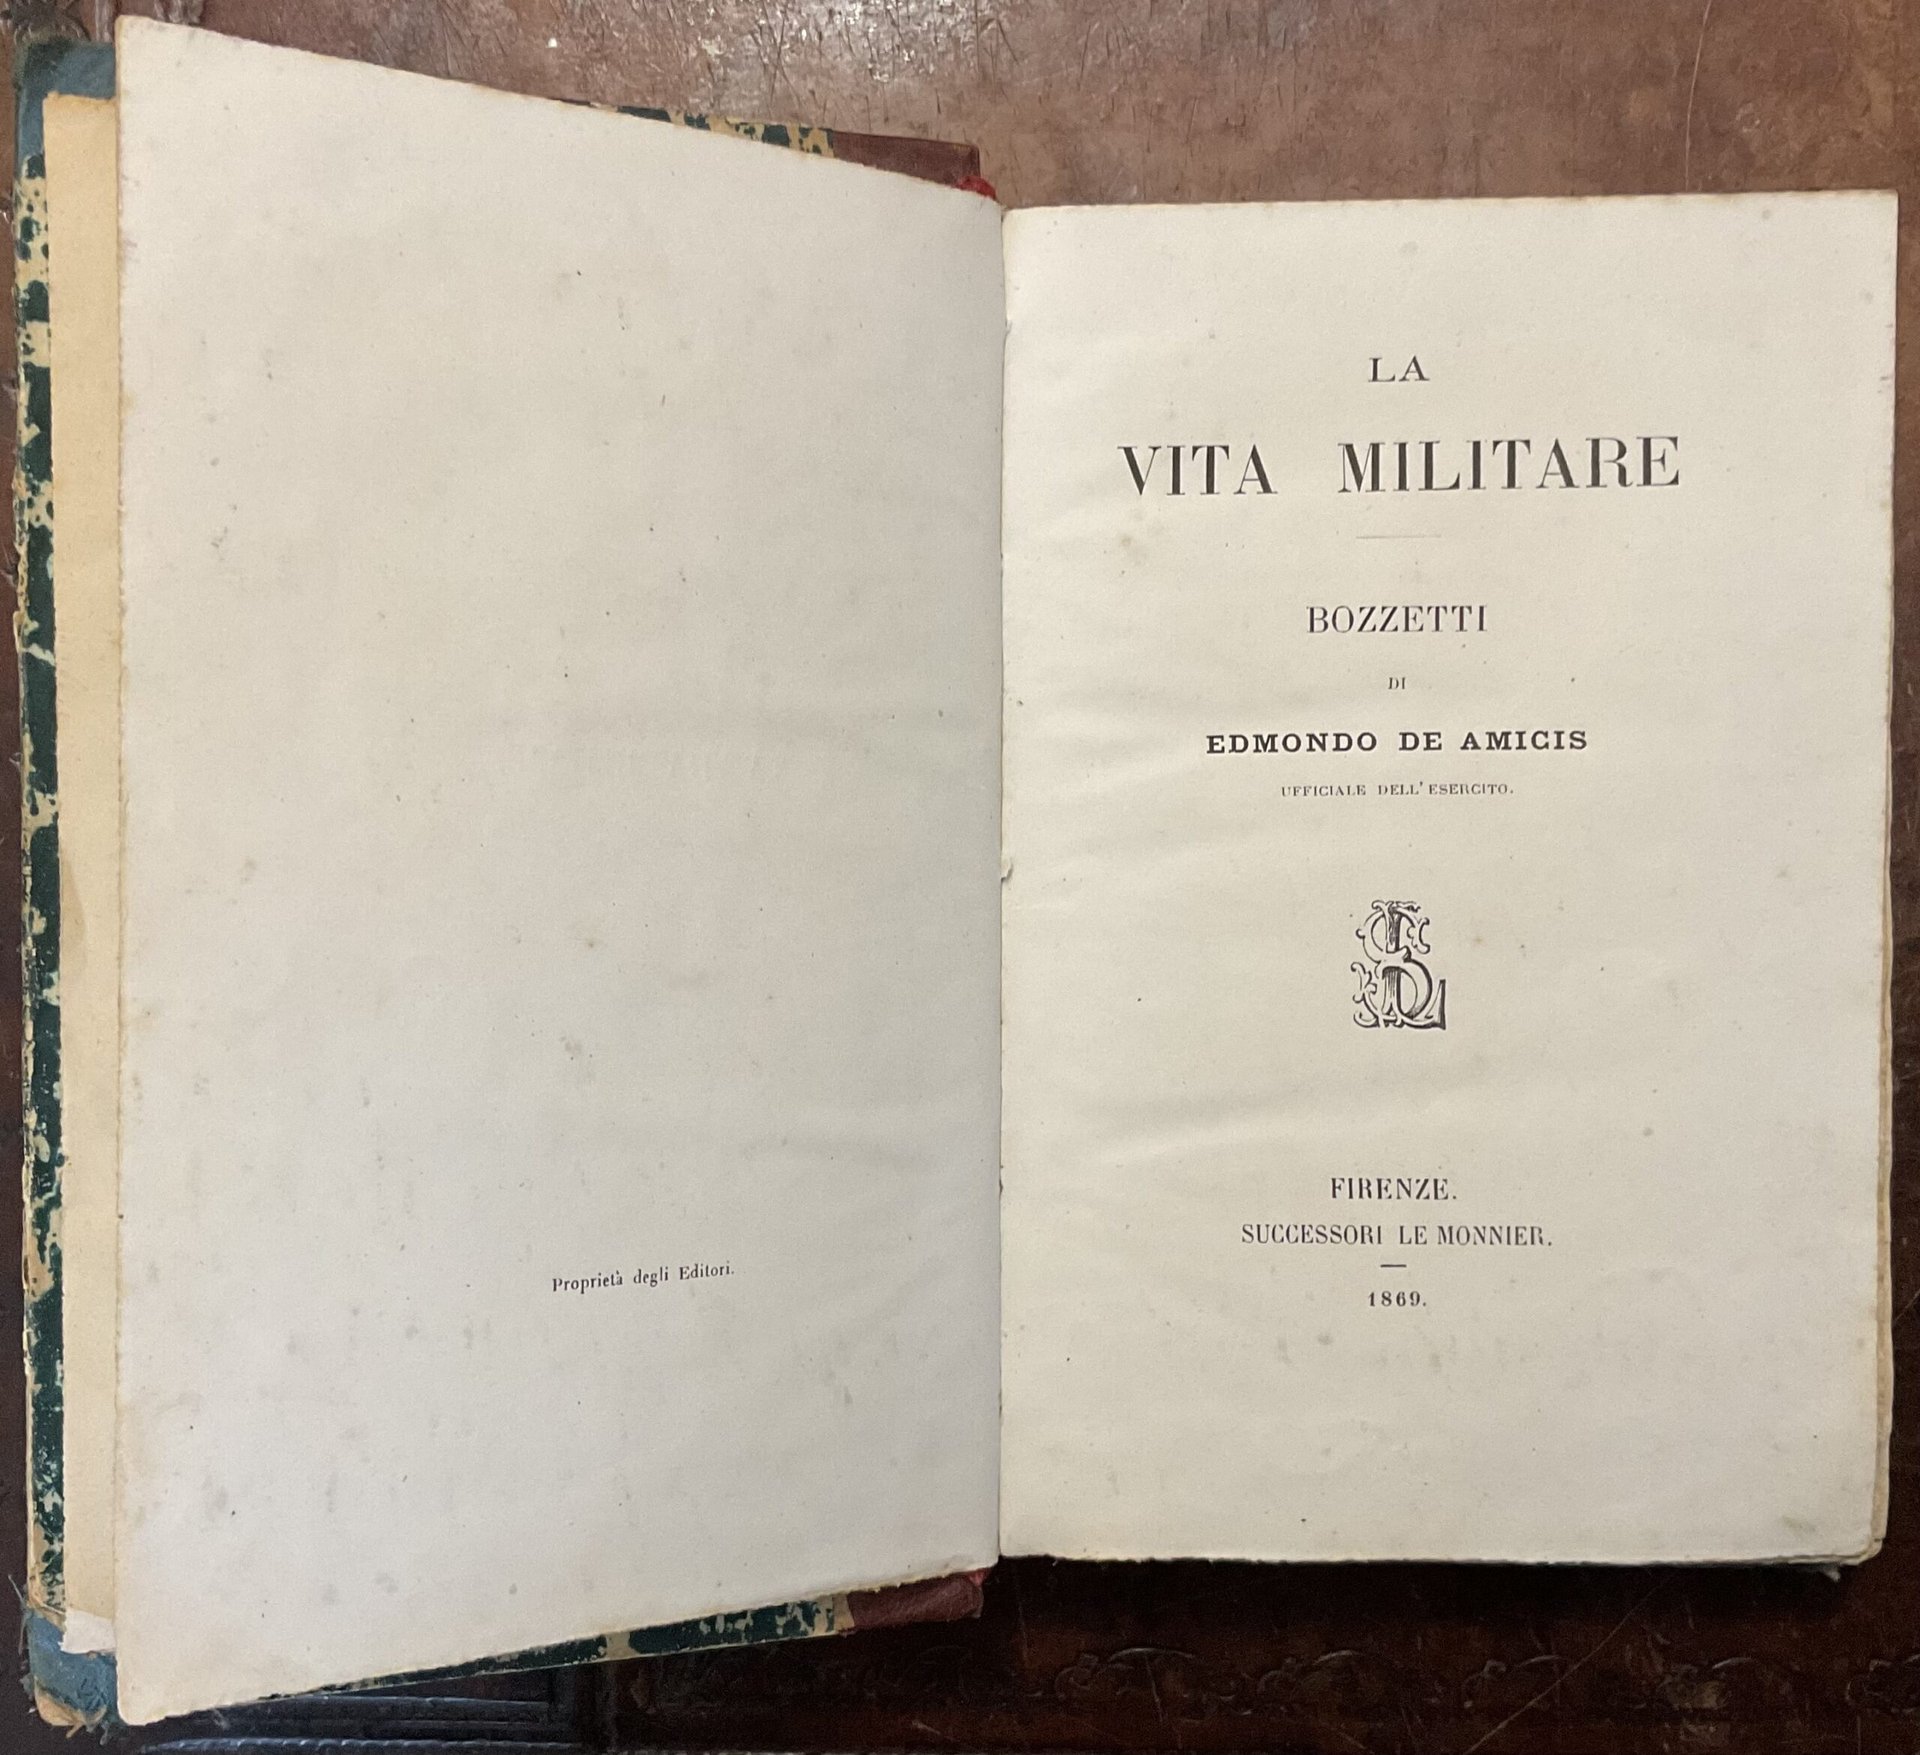 Proprietà degli Editori.
LA
VITA MILITARE
BOZZETTI
DI
EDMONDO DE AMICIS
UFFICIALE DELL' ESERCITO.
FIRENZE.
SUCCESSORI LE MONNIER.
1869.